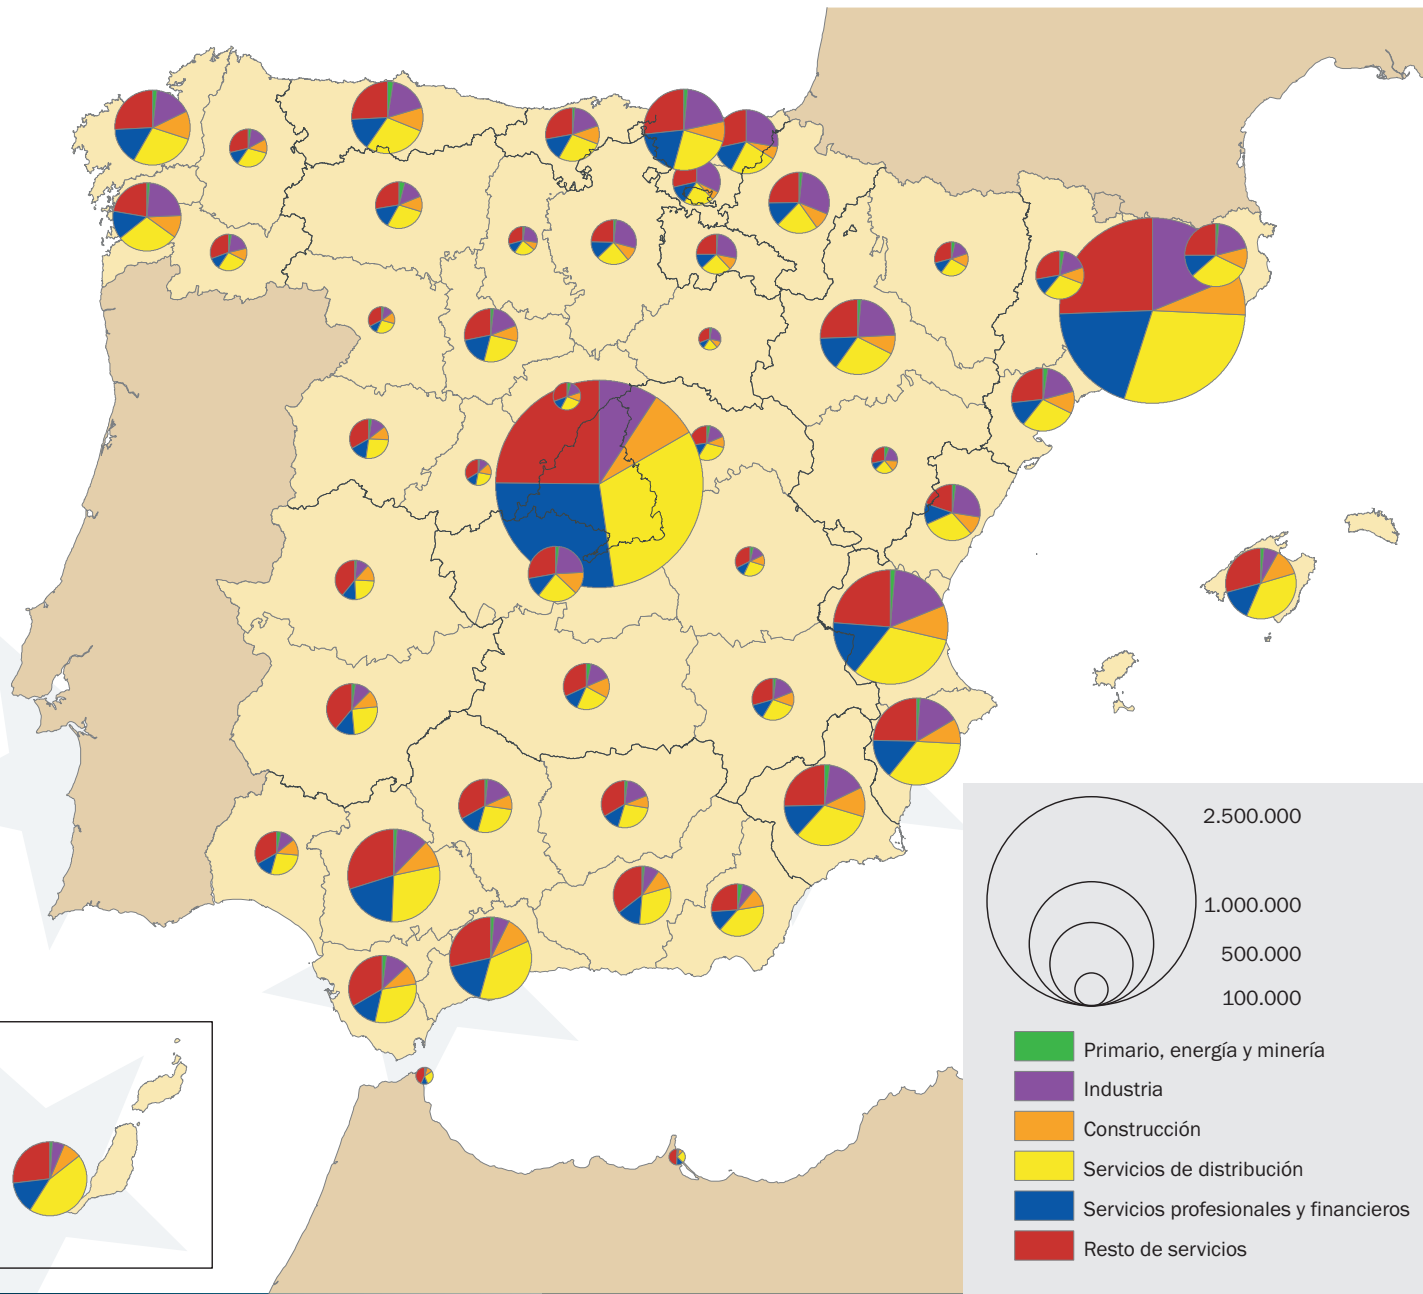 2.500.000
1.000.000
500.000
100.000
Primario, energía y minería
Industria
Construcción
Servicios de distribución
Servicios profesionales y financieros
Resto de servicios